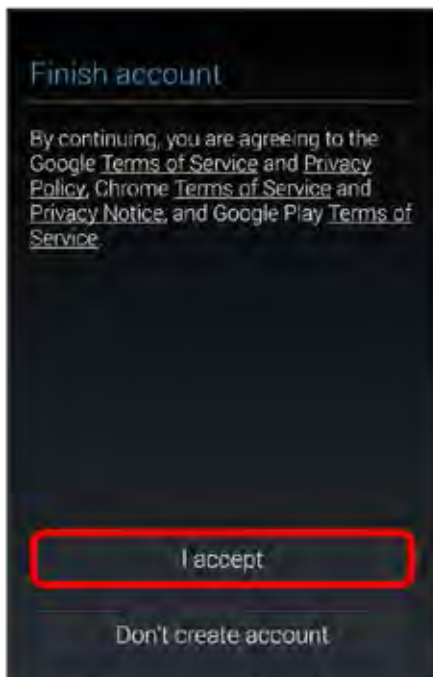 Finish account
By continuing, you are agreeing to the
Google Terms of Service and Privacy
Policy, Chrome Terms of Service and
Privacy Notice, and Google Play Terms of
Service.
I accept
Don't create account